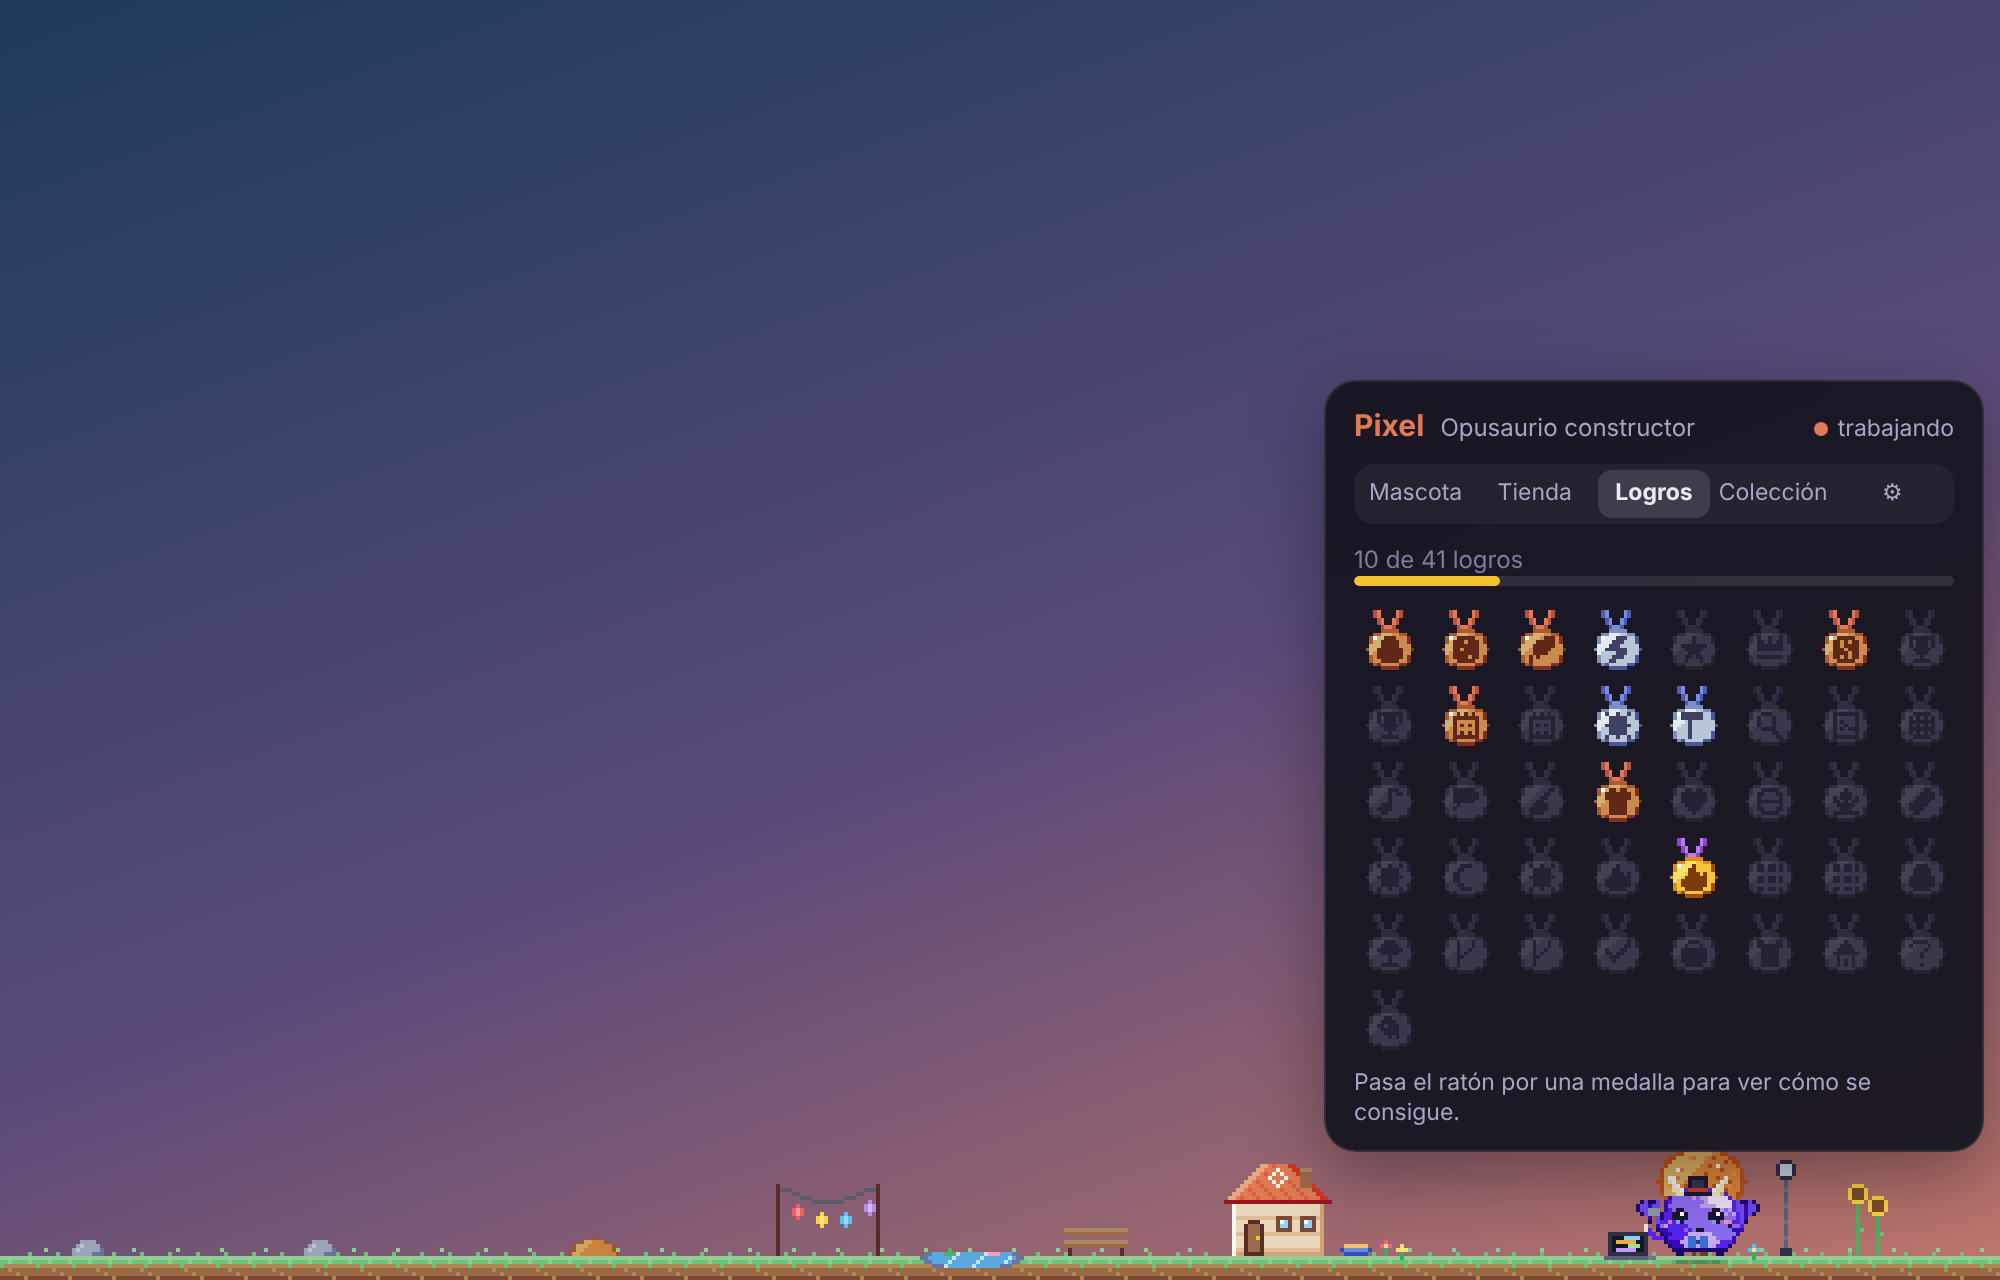 Pixel Opusaurio constructor trabajando
Mascota Tienda Logros Colección
10 de 41 logros
Pasa el ratón por una medalla para ver cómo se
consigue.